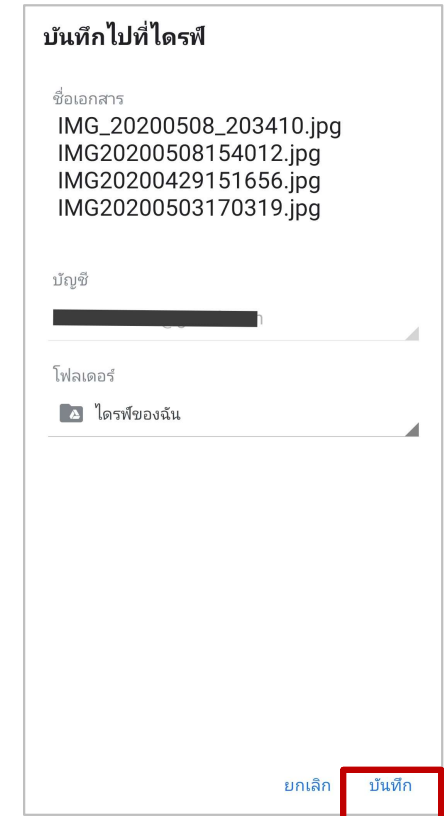 บันทึกไปที่ไดรฟ์
ชื่อเอกสาร
IMG_20200508_203410.jpg
IMG20200508154012.jpg
IMG20200429151656.jpg
IMG20200503170319.jpg
บัญชี
โฟลเดอร์
ไดรฟ์ของฉัน
ยกเลิก บันทึก